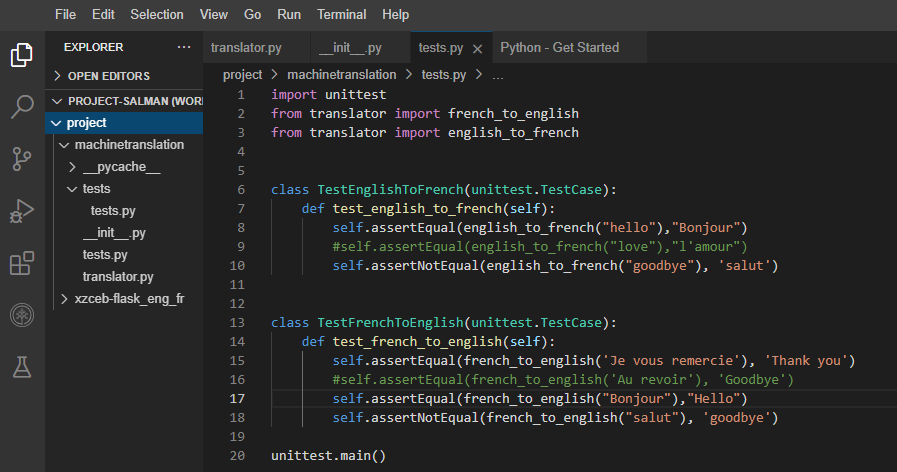 File Edit Selection View Go Run Terminal Help
EXPLORER ...
translator.py __init__.py tests.py Python - Get Started
OPEN EDITORS
PROJECT-SALMAN (WOR
project
machinetranslation
__pycache__
tests
tests.py
__init__.py
tests.py
translator.py
xzceb-flask_eng_fr
project > machinetranslation > tests.py > ...
1 import unittest
2 from translator import french_to_english
3 from translator import english_to_french
4
5
6 class TestEnglishToFrench(unittest.TestCase):
7     def test_english_to_french(self):
8         self.assertEqual(english_to_french("hello"),"Bonjour")
9         #self.assertEqual(english_to_french("love"),"l'amour")
10         self.assertNotEqual(english_to_french("goodbye"), 'salut')
11
12
13 class TestFrenchToEnglish(unittest.TestCase):
14     def test_french_to_english(self):
15         self.assertEqual(french_to_english('Je vous remercie'), 'Thank you')
16         #self.assertEqual(french_to_english('Au revoir'), 'Goodbye')
17         self.assertEqual(french_to_english("Bonjour"),"Hello")
18         self.assertNotEqual(french_to_english("salut"), 'goodbye')
19
20 unittest.main()